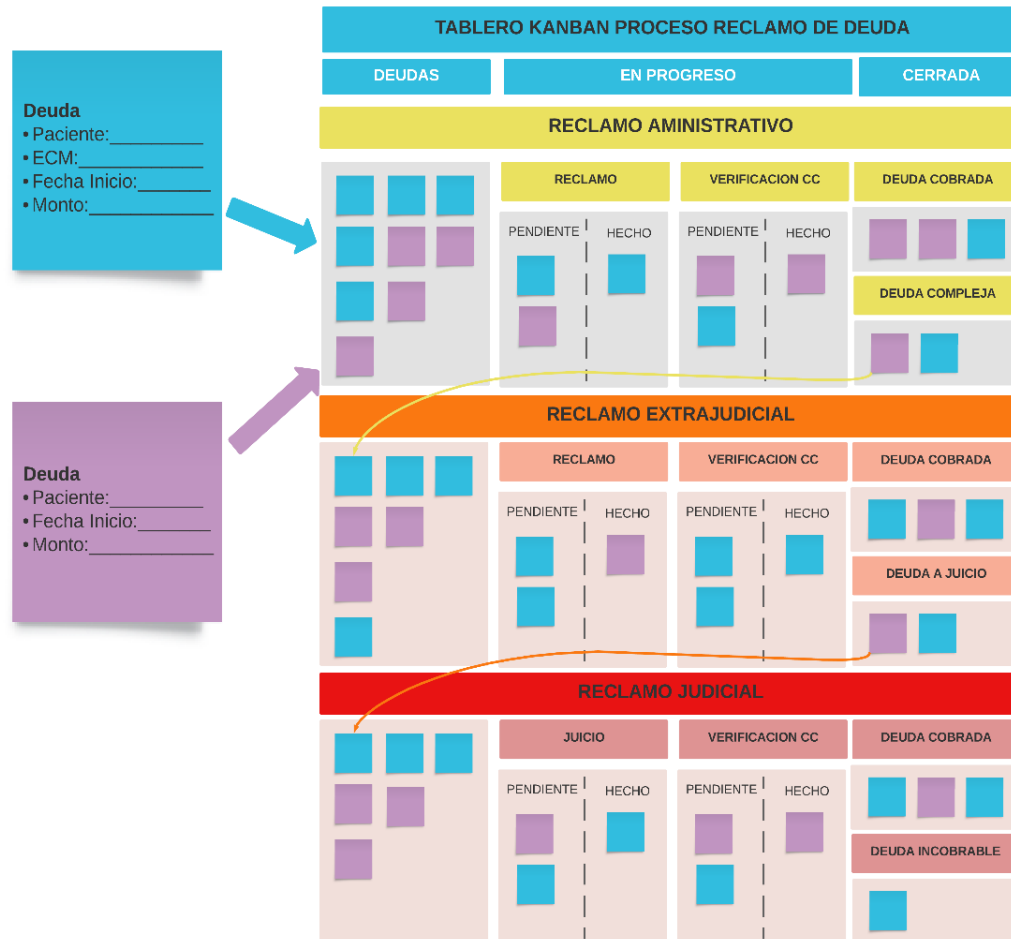 TABLERO KANBAN PROCESO RECLAMO DE DEUDA
DEUDAS
EN PROGRESO
CERRADA
Deuda
• Paciente:_________
• ECM:____________
• Fecha Inicio:_______
• Monto:____________
RECLAMO AMINISTRATIVO
RECLAMO
VERIFICACION CC
DEUDA COBRADA
PENDIENTE
HECHO
PENDIENTE
HECHO
DEUDA COMPLEJA
Deuda
• Paciente:_________
• Fecha Inicio:_______
• Monto:____________
RECLAMO EXTRAJUDICIAL
RECLAMO
VERIFICACION CC
DEUDA COBRADA
PENDIENTE
HECHO
PENDIENTE
HECHO
DEUDA A JUICIO
RECLAMO JUDICIAL
JUICIO
VERIFICACION CC
DEUDA COBRADA
PENDIENTE
HECHO
PENDIENTE
HECHO
DEUDA INCOBRABLE